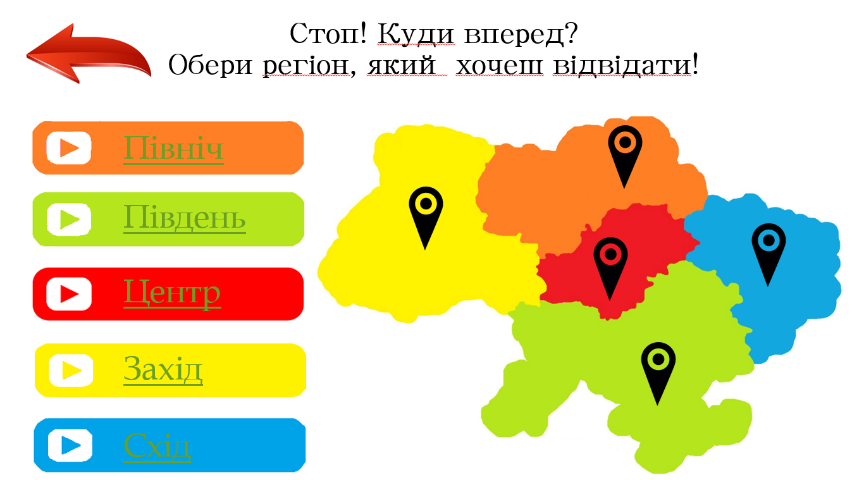 Стоп! Куди вперед?
Обери регіон, який хочеш відвідати!
Північ
Південь
Центр
Захід
Схід